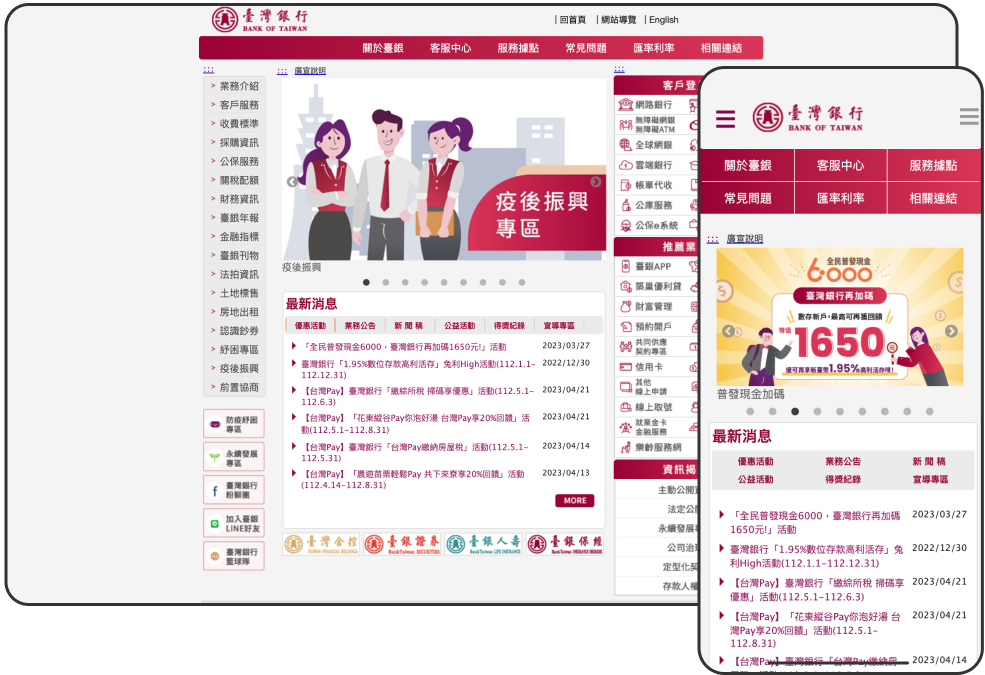 臺灣銀行
BANK OF TAIWAN
| 回首頁 | 網站導覽 | English
關於臺銀 客服中心 服務據點 常見問題 匯率利率 相關連結
:::
> 業務介紹
> 客戶服務
> 收費標準
> 採購資訊
> 公保服務
> 關稅配額
> 財務資訊
> 臺銀年報
> 金融指標
> 臺銀刊物
> 法拍資訊
> 土地標售
> 房地出租
> 認識鈔券
> 紓困專區
> 疫後振興
> 前置協商
防疫紓困
專區
永續發展
專區
臺灣銀行
粉獅團
加入臺銀
LINE好友
臺灣銀行
籃球隊
::: 廣宣說明
疫後振興
專區
疫後振興
最新消息
優惠活動 業務公告 新 聞 稿 公益活動 得獎紀錄 宣導專區
「全民普發現金6000，臺灣銀行再加碼1650元!」活動 2023/03/27
臺灣銀行「1.95%數位存款高利活存」兔利High活動(112.1.1– 2022/12/30
112.12.31)
【台灣Pay】臺灣銀行「繳綜所稅 掃碼享優惠」活動(112.5.1– 2023/04/21
112.6.3)
【台灣Pay】「花東縱谷Pay你泡好湯 台灣Pay享20%回饋」活 2023/04/21
動(112.5.1–112.8.31)
【台灣Pay】臺灣銀行「台灣Pay繳納房屋稅」活動(112.5.1– 2023/04/14
112.5.31)
【台灣Pay】「農遊苗栗輕鬆Pay 共下來尞享20%回饋」活動 2023/04/13
(112.4.14–112.8.31)
MORE
臺灣金控
TAIWAN FINANCIAL HOLDINGS
臺銀證券
BankTaiwan SECURITIES
臺銀人壽
BankTaiwan LIFE INSURANCE
臺銀保經
BankTaiwan INSURANCE BROKERS
:::
客戶登
網路銀行
無障礙網銀
無障礙ATM
全球網銀
雲端銀行
帳單代收
公庫服務
公保e系統
推薦業
臺銀APP
築巢優利貸
財富管理
預約開戶
共同供應
契約專區
信用卡
其他
線上申請
線上取號
就業金卡
金融服務
樂齡服務網
資訊揭
主動公開
法定公
永續發展
公司治
定型化契
存款人權
臺灣銀行
BANK OF TAIWAN
關於臺銀 客服中心 服務據點
常見問題 匯率利率 相關連結
::: 廣宣說明
全民普發現金
6000
臺灣銀行再加碼
數存新戶，最高可再獲回饋
等值
1650
元
還可再享新臺幣1.95%高利活存唷!
普發現金加碼
最新消息
優惠活動 業務公告 新 聞 稿
公益活動 得獎紀錄 宣導專區
「全民普發現金6000，臺灣銀行再加碼 2023/03/27
1650元!」活動
臺灣銀行「1.95%數位存款高利活存」兔 2022/12/30
利High活動(112.1.1–112.12.31)
【台灣Pay】臺灣銀行「繳綜所稅 掃碼享 2023/04/21
優惠」活動(112.5.1–112.6.3)
【台灣Pay】「花東縱谷Pay你泡好湯 台 2023/04/21
灣Pay享20%回饋」活動(112.5.1–
112.8.31)
【台灣Pay】臺灣銀行「台灣Pay繳納房 2023/04/14